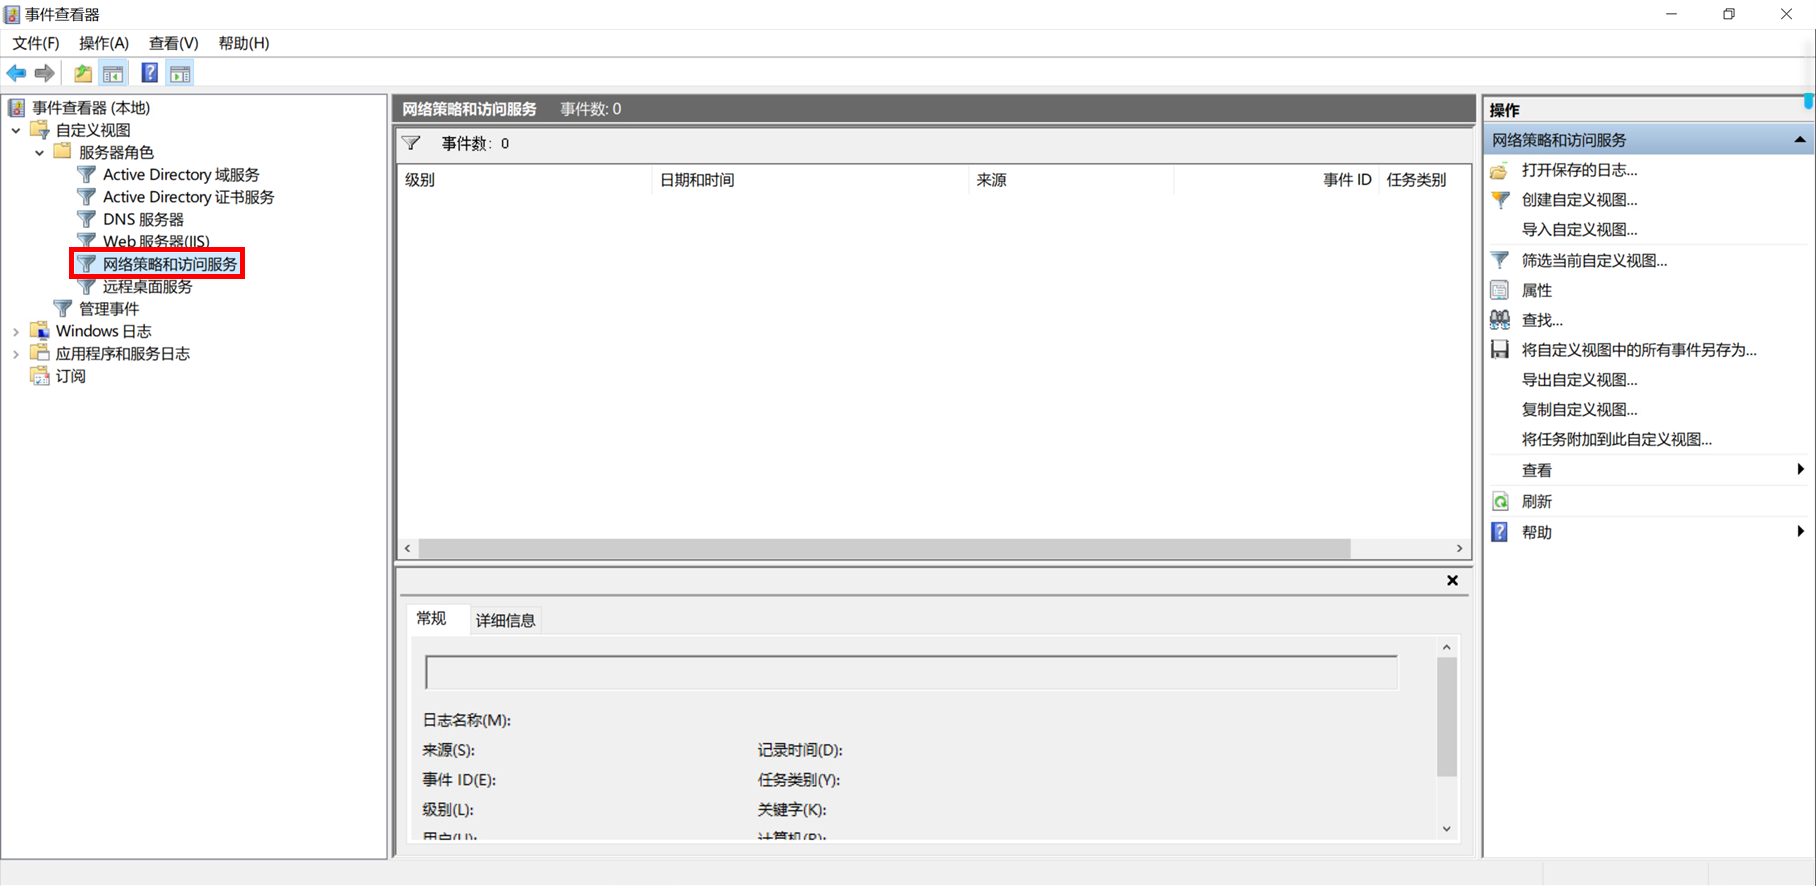 事件查看器
文件(F) 操作(A) 查看(V) 帮助(H)
事件查看器 (本地)
自定义视图
服务器角色
Active Directory 域服务
Active Directory 证书服务
DNS 服务器
Web 服务器(IIS)
网络策略和访问服务
远程桌面服务
管理事件
Windows 日志
应用程序和服务日志
订阅
网络策略和访问服务 事件数: 0
事件数: 0
级别 日期和时间 来源 事件 ID 任务类别
常规 详细信息
日志名称(M):
来源(S): 记录时间(D):
事件 ID(E): 任务类别(Y):
级别(L): 关键字(K):
用户(U): 计算机(R):
操作
网络策略和访问服务
打开保存的日志...
创建自定义视图...
导入自定义视图...
筛选当前自定义视图...
属性
查找...
将自定义视图中的所有事件另存为...
导出自定义视图...
复制自定义视图...
将任务附加到此自定义视图...
查看
刷新
帮助